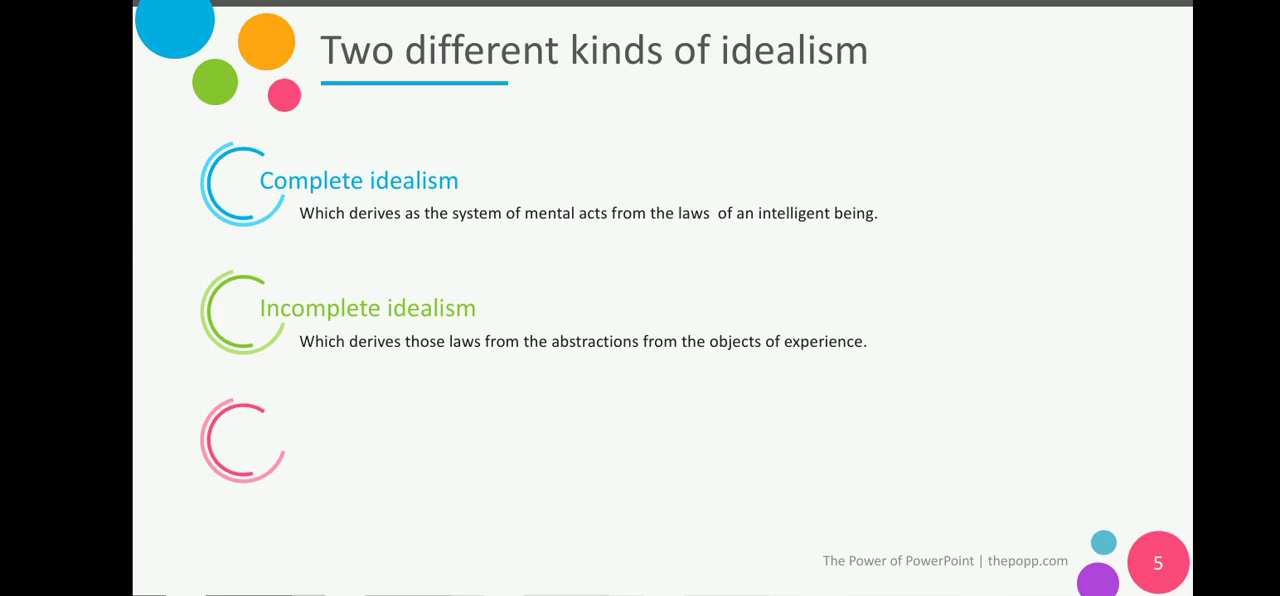 Two different kinds of idealism
Complete idealism
Which derives as the system of mental acts from the laws of an intelligent being.
Incomplete idealism
Which derives those laws from the abstractions from the objects of experience.
The Power of PowerPoint | thepopp.com
5